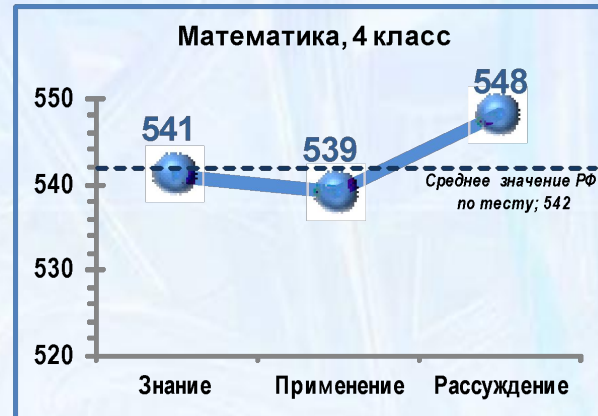 Математика, 4 класс
550
540
530
520
541
539
548
Среднее значение РФ
по тесту; 542
Знание
Применение
Рассуждение